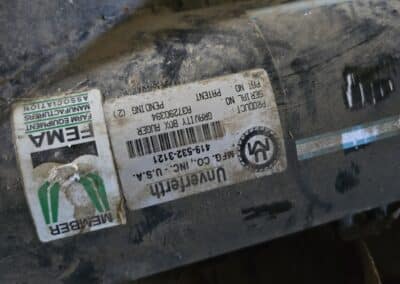 PRODUCT GRAVITY BOX AUGER
SERIAL NO A37290234
PAT. NO PATENT PENDING (2)
419-532-3121
Unverferth
MFG. CO., INC. - U.S.A.
FEMA
FARM EQUIPMENT
MANUFACTURERS
ASSOCIATION
MEMBER